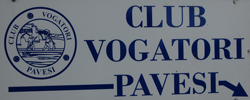 CLUB VOGATORI
PAVESI
CLUB
VOGATORI
PAVESI